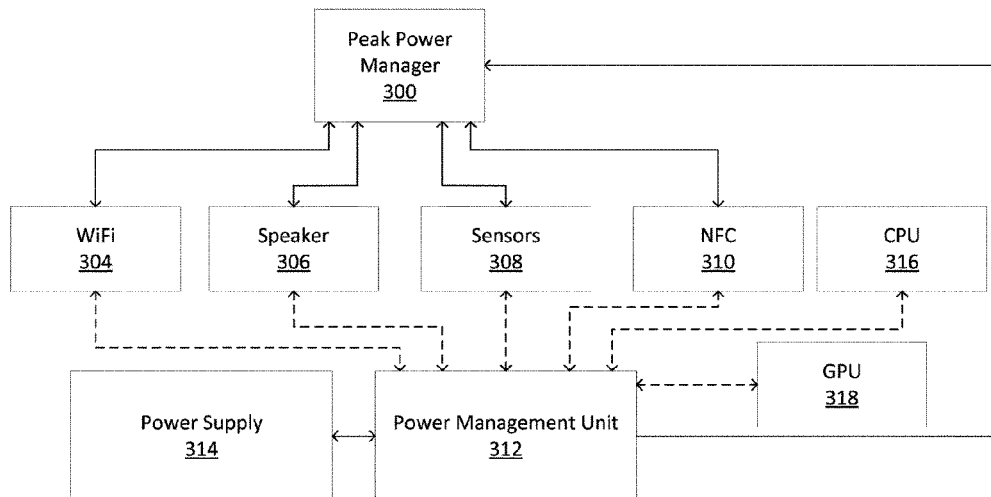 Peak Power
Manager
300
WiFi
304
Speaker
306
Sensors
308
NFC
310
CPU
316
Power Supply
314
Power Management Unit
312
GPU
318